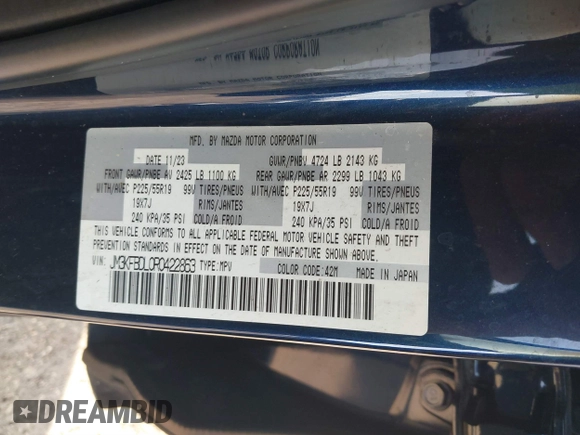 MFD. BY MAZDA MOTOR CORPORATION
DATE 11/23 GVWR/PNBV 4724 LB 2143 KG
FRONT GAWR/PNBE AV 2425 LB 1100 KG REAR GAWR/PNBE AR 2299 LB 1043 KG
WITH/AVEC P225/55R19 99V TIRES/PNEUS WITH/AVEC P225/55R19 99V TIRES/PNEUS
19X7J RIMS/JANTES 19X7J RIMS/J
240 KPA/35 PSI COLD/A FROID 240 KPA/35 PSI COLD/A FROID
THIS VEHICLE CONFORMS TO ALL APPLICABLE FEDERAL MOTOR VEHICLE SAFETY AND THEFT
PREVENTION STANDARDS IN EFFECT ON THE DATE OF MANUFACTURE SHOWN ABOVE.
VIN: JM3KFBDL0R0422863 TYPE: MPV COLOR CODE: 42M MADE IN JAPAN
DREAMBID